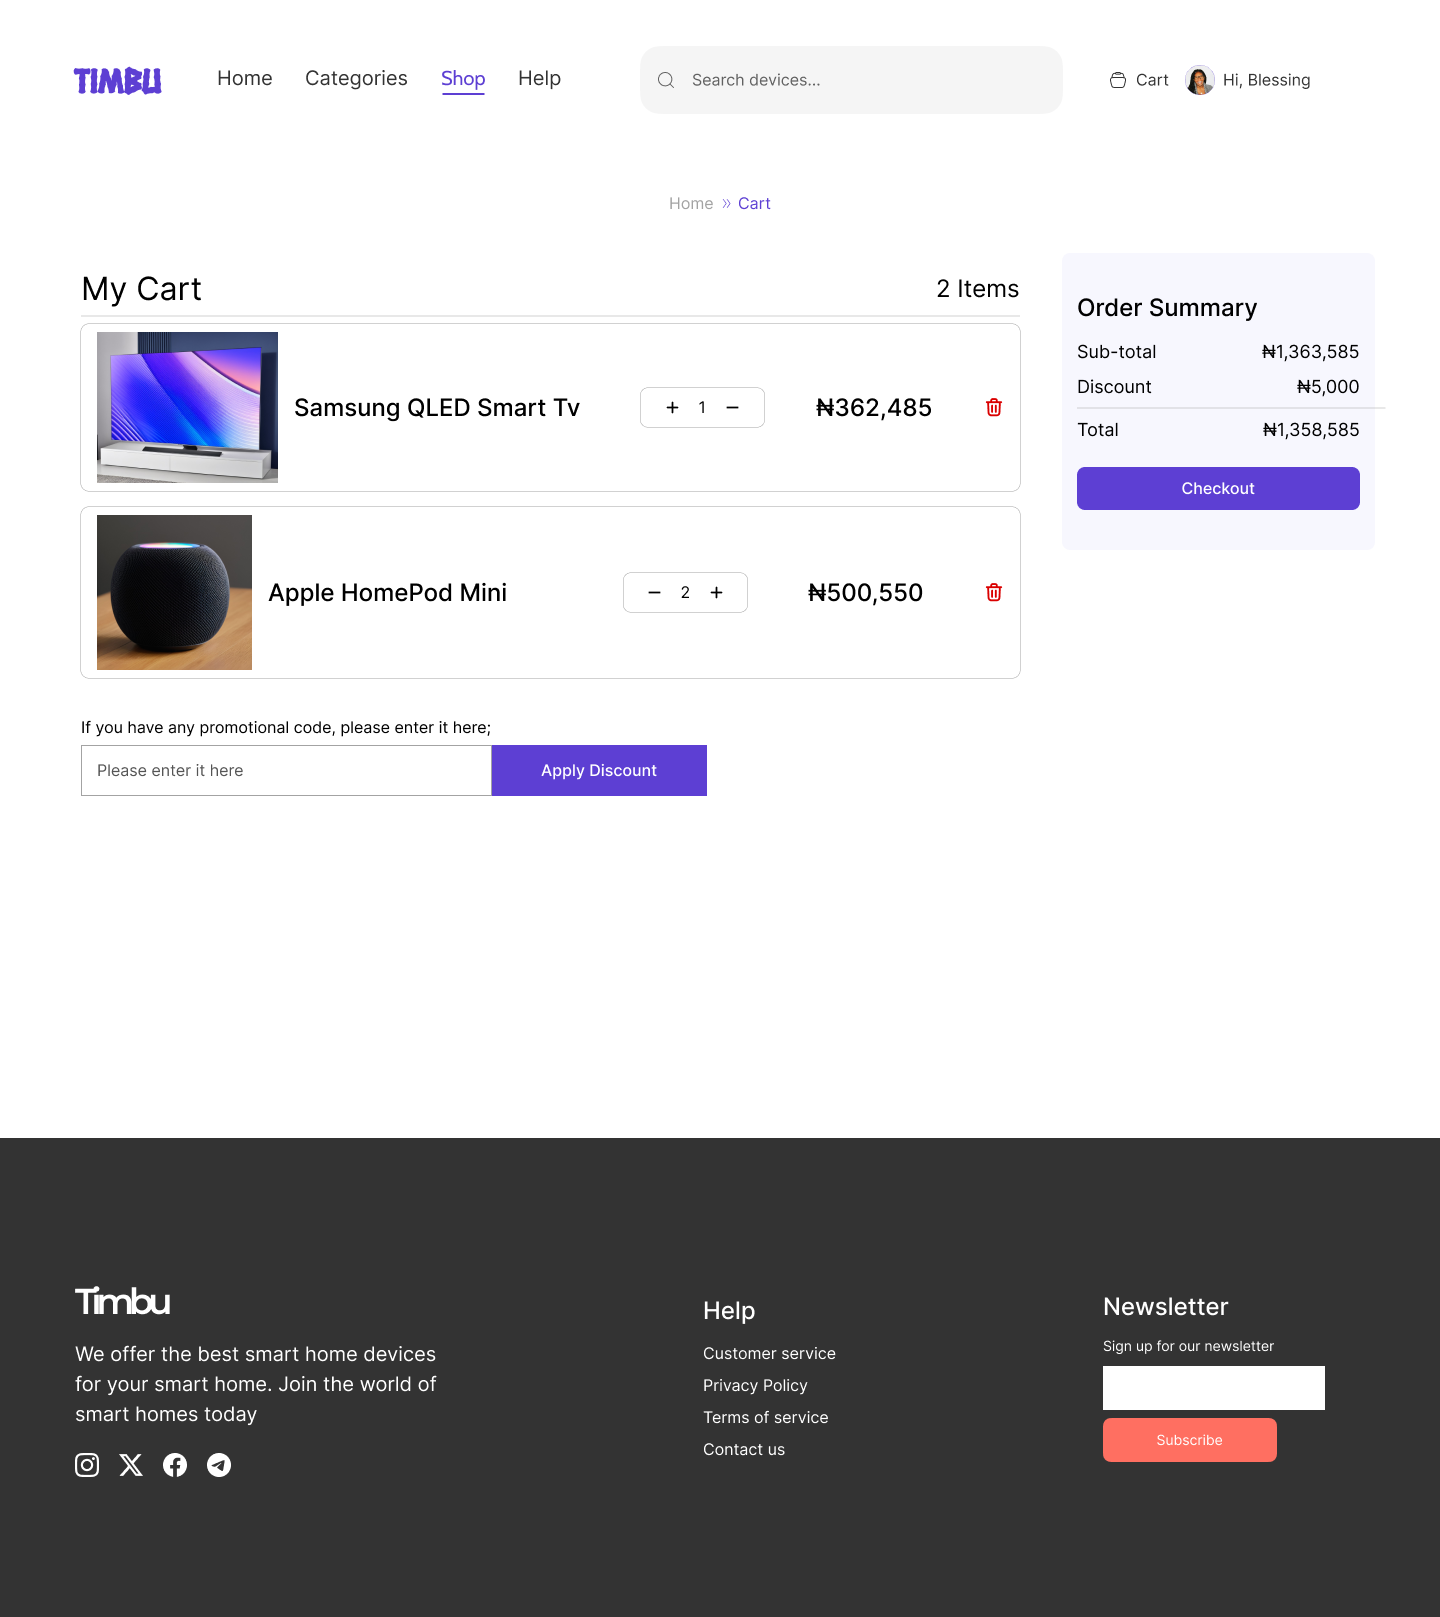 TIMBU
Home Categories Shop Help
Search devices...
Cart Hi, Blessing
Home » Cart
My Cart 2 Items
Samsung QLED Smart Tv + 1 − ₦362,485
Apple HomePod Mini − 2 + ₦500,550
If you have any promotional code, please enter it here;
Please enter it here Apply Discount
Order Summary
Sub-total ₦1,363,585
Discount ₦5,000
Total ₦1,358,585
Checkout
Timbu
We offer the best smart home devices
for your smart home. Join the world of
smart homes today
Help
Customer service
Privacy Policy
Terms of service
Contact us
Newsletter
Sign up for our newsletter
Subscribe